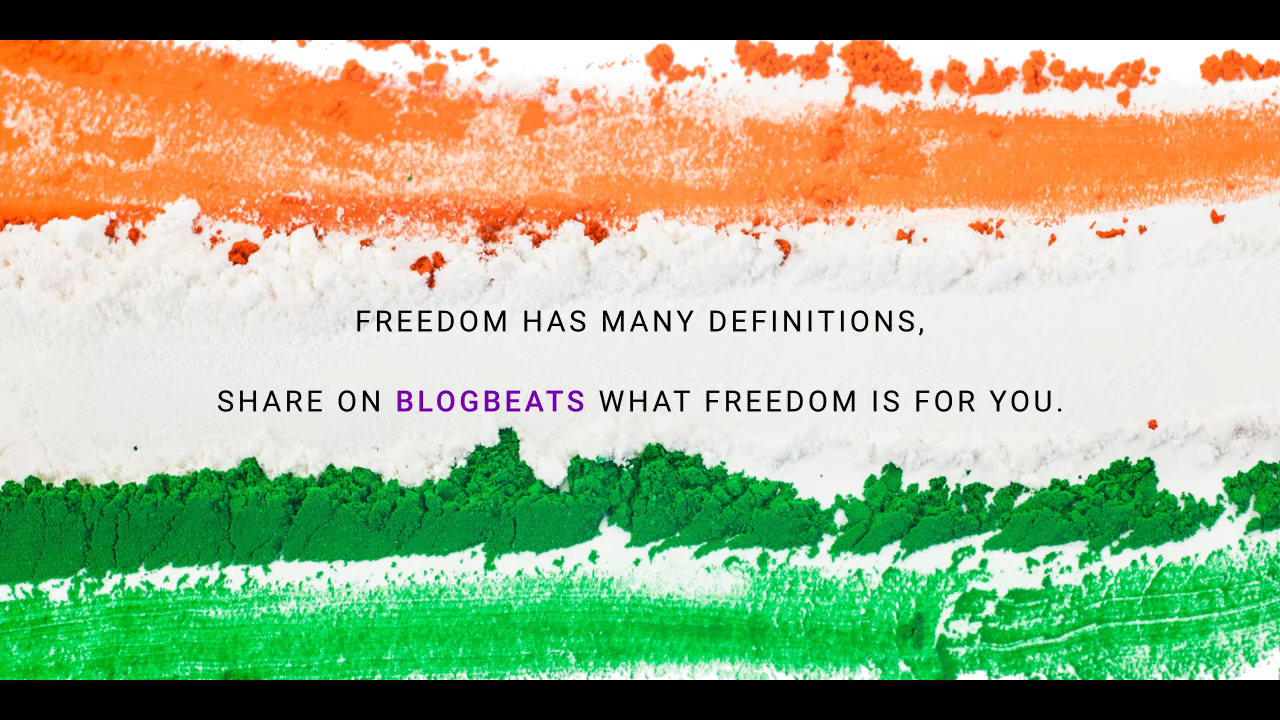 FREEDOM HAS MANY DEFINITIONS,
SHARE ON BLOGBEATS WHAT FREEDOM IS FOR YOU.